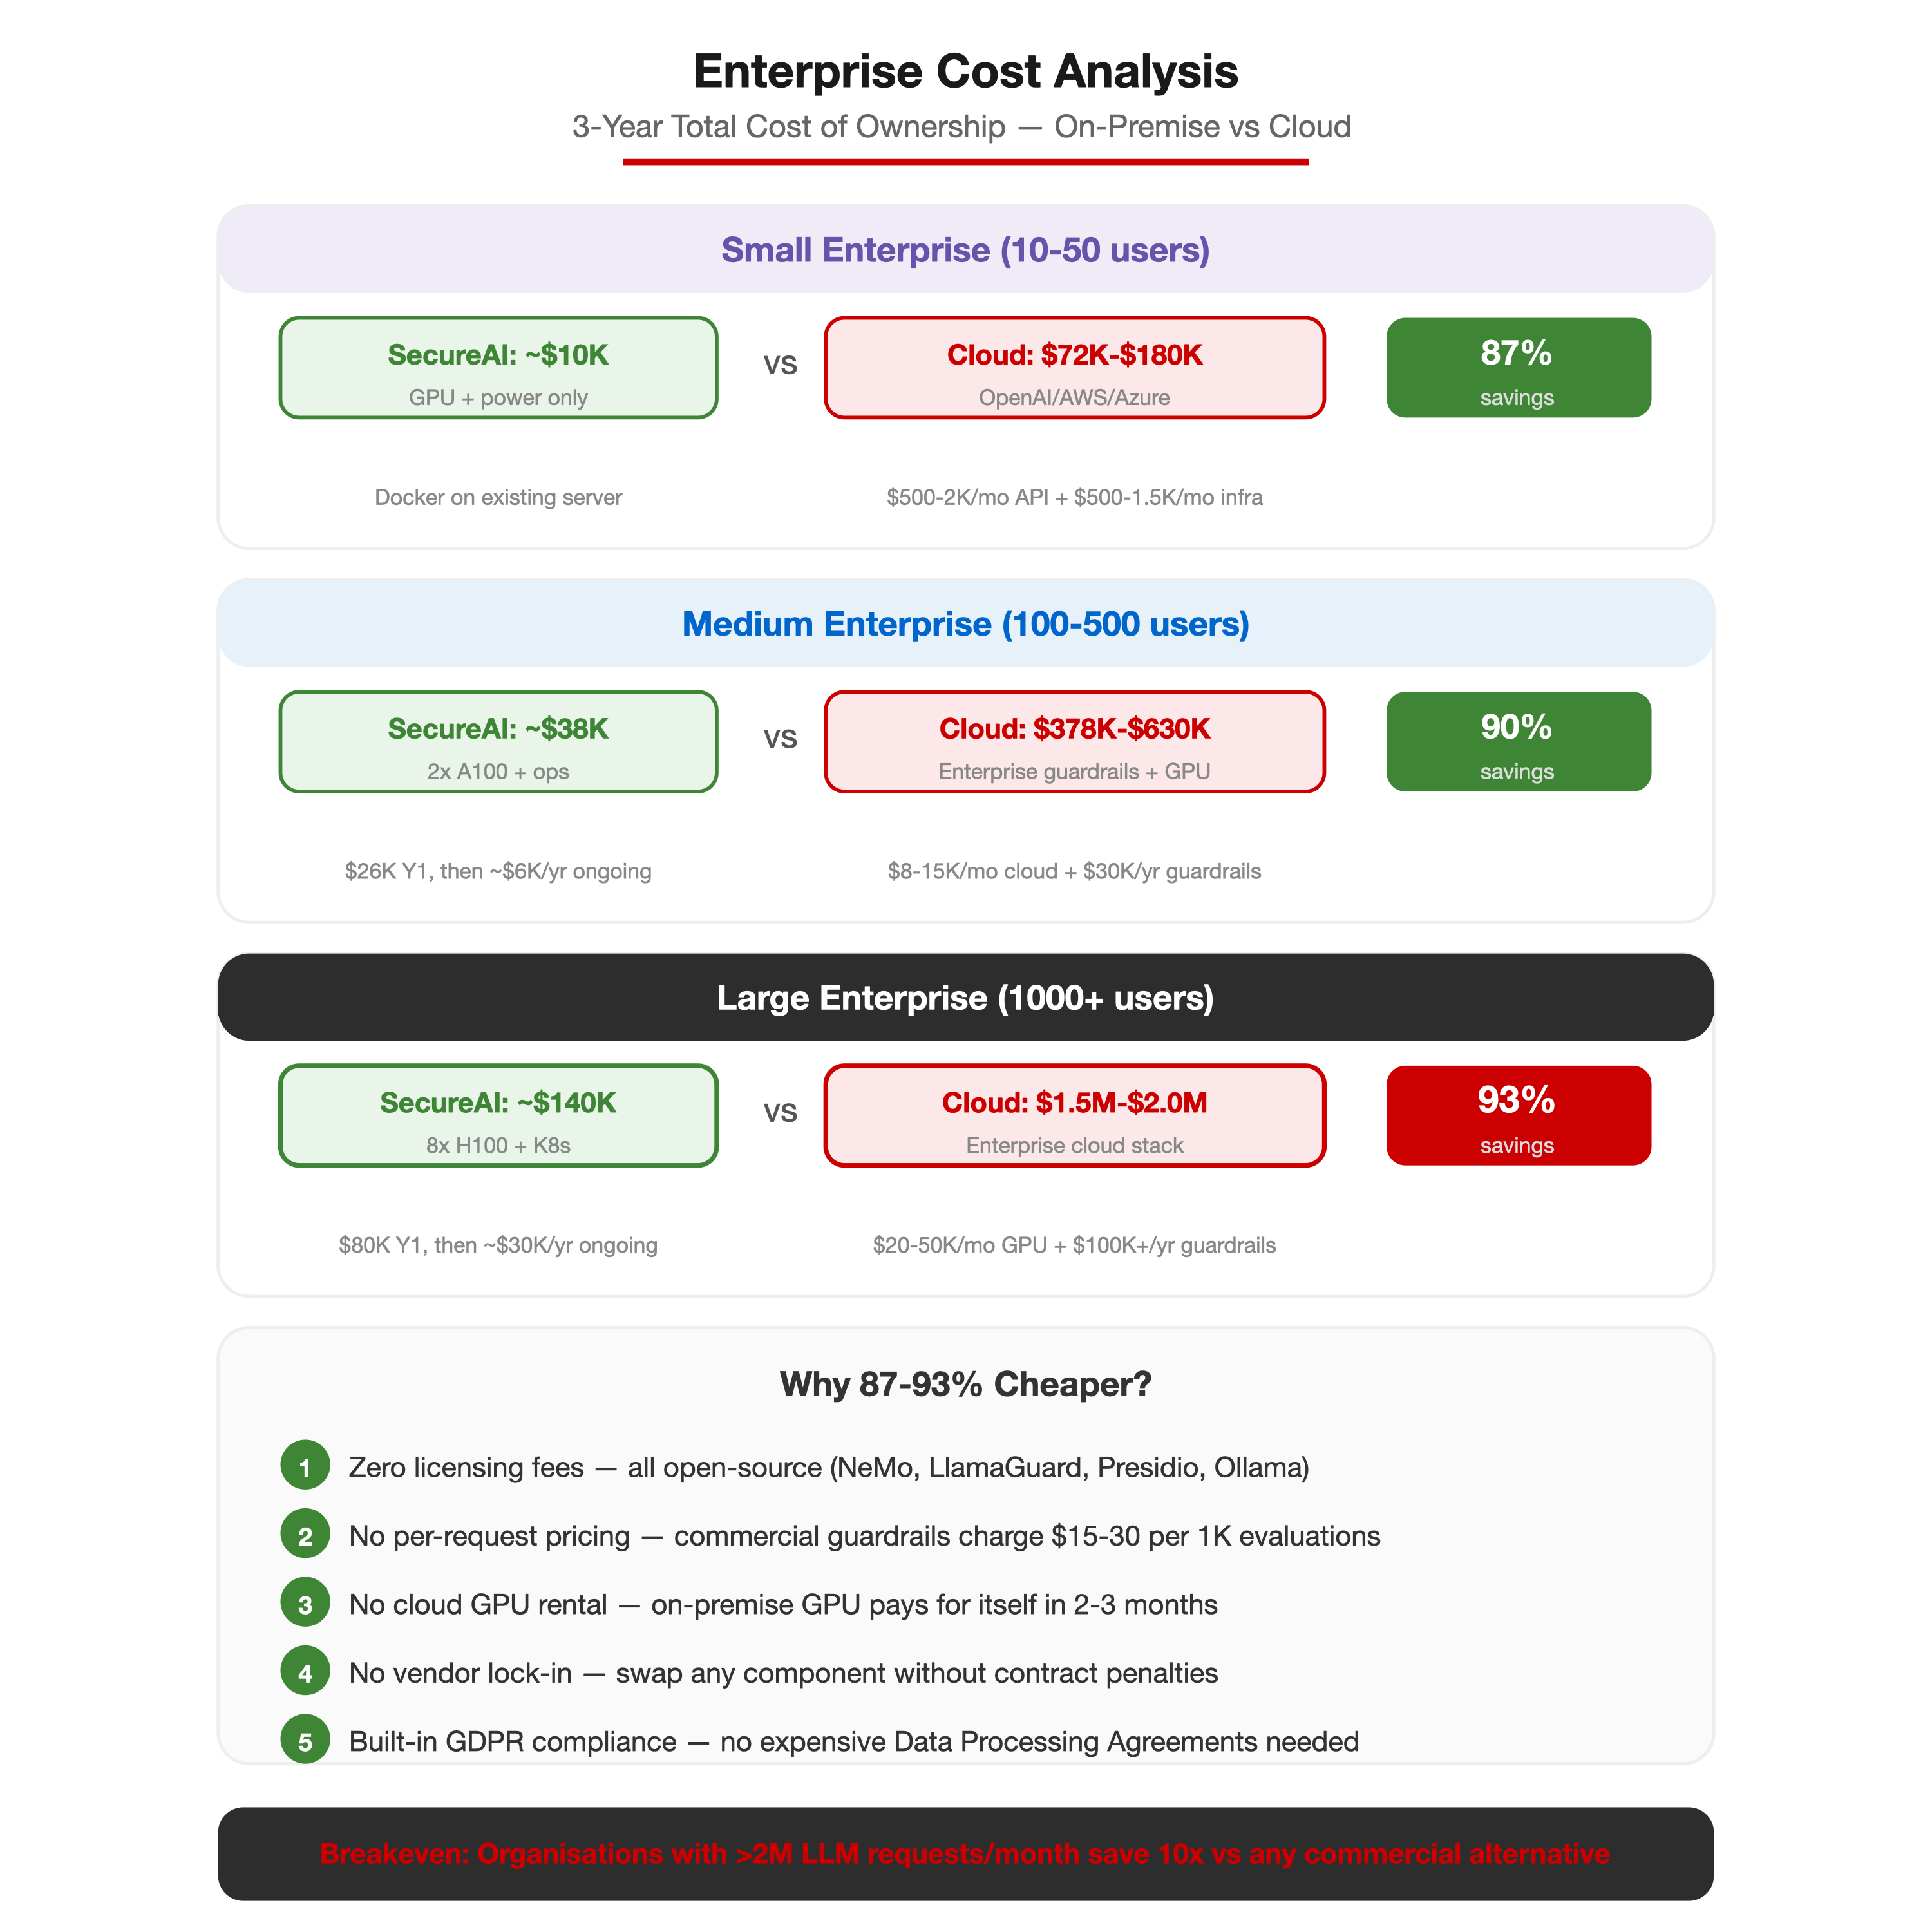 Enterprise Cost Analysis
3-Year Total Cost of Ownership — On-Premise vs Cloud
Small Enterprise (10-50 users)
SecureAI: ~$10K
GPU + power only
vs
Cloud: $72K-$180K
OpenAI/AWS/Azure
87%
savings
Docker on existing server
$500-2K/mo API + $500-1.5K/mo infra
Medium Enterprise (100-500 users)
SecureAI: ~$38K
2x A100 + ops
vs
Cloud: $378K-$630K
Enterprise guardrails + GPU
90%
savings
$26K Y1, then ~$6K/yr ongoing
$8-15K/mo cloud + $30K/yr guardrails
Large Enterprise (1000+ users)
SecureAI: ~$140K
8x H100 + K8s
vs
Cloud: $1.5M-$2.0M
Enterprise cloud stack
93%
savings
$80K Y1, then ~$30K/yr ongoing
$20-50K/mo GPU + $100K+/yr guardrails
Why 87-93% Cheaper?
1 Zero licensing fees — all open-source (NeMo, LlamaGuard, Presidio, Ollama)
2 No per-request pricing — commercial guardrails charge $15-30 per 1K evaluations
3 No cloud GPU rental — on-premise GPU pays for itself in 2-3 months
4 No vendor lock-in — swap any component without contract penalties
5 Built-in GDPR compliance — no expensive Data Processing Agreements needed
Breakeven: Organisations with >2M LLM requests/month save 10x vs any commercial alternative